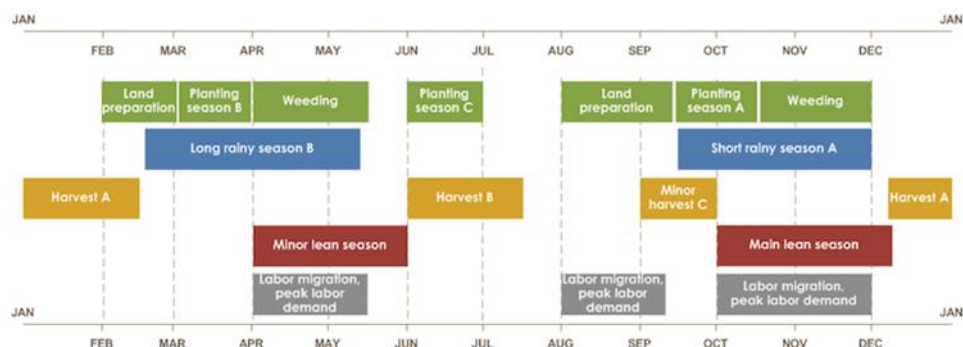 JAN
JAN
FEB MAR APR MAY JUN JUL AUG SEP OCT NOV DEC
Land
preparation
Planting
season B
Weeding
Planting
season C
Land
preparation
Planting
season A
Weeding
Long rainy season B
Short rainy season A
Harvest A
Harvest B
Minor
harvest C
Harvest A
Minor lean season
Main lean season
Labor migration,
peak labor
demand
Labor migration,
peak labor
demand
Labor migration,
peak labor demand
JAN
JAN
FEB MAR APR MAY JUN JUL AUG SEP OCT NOV DEC